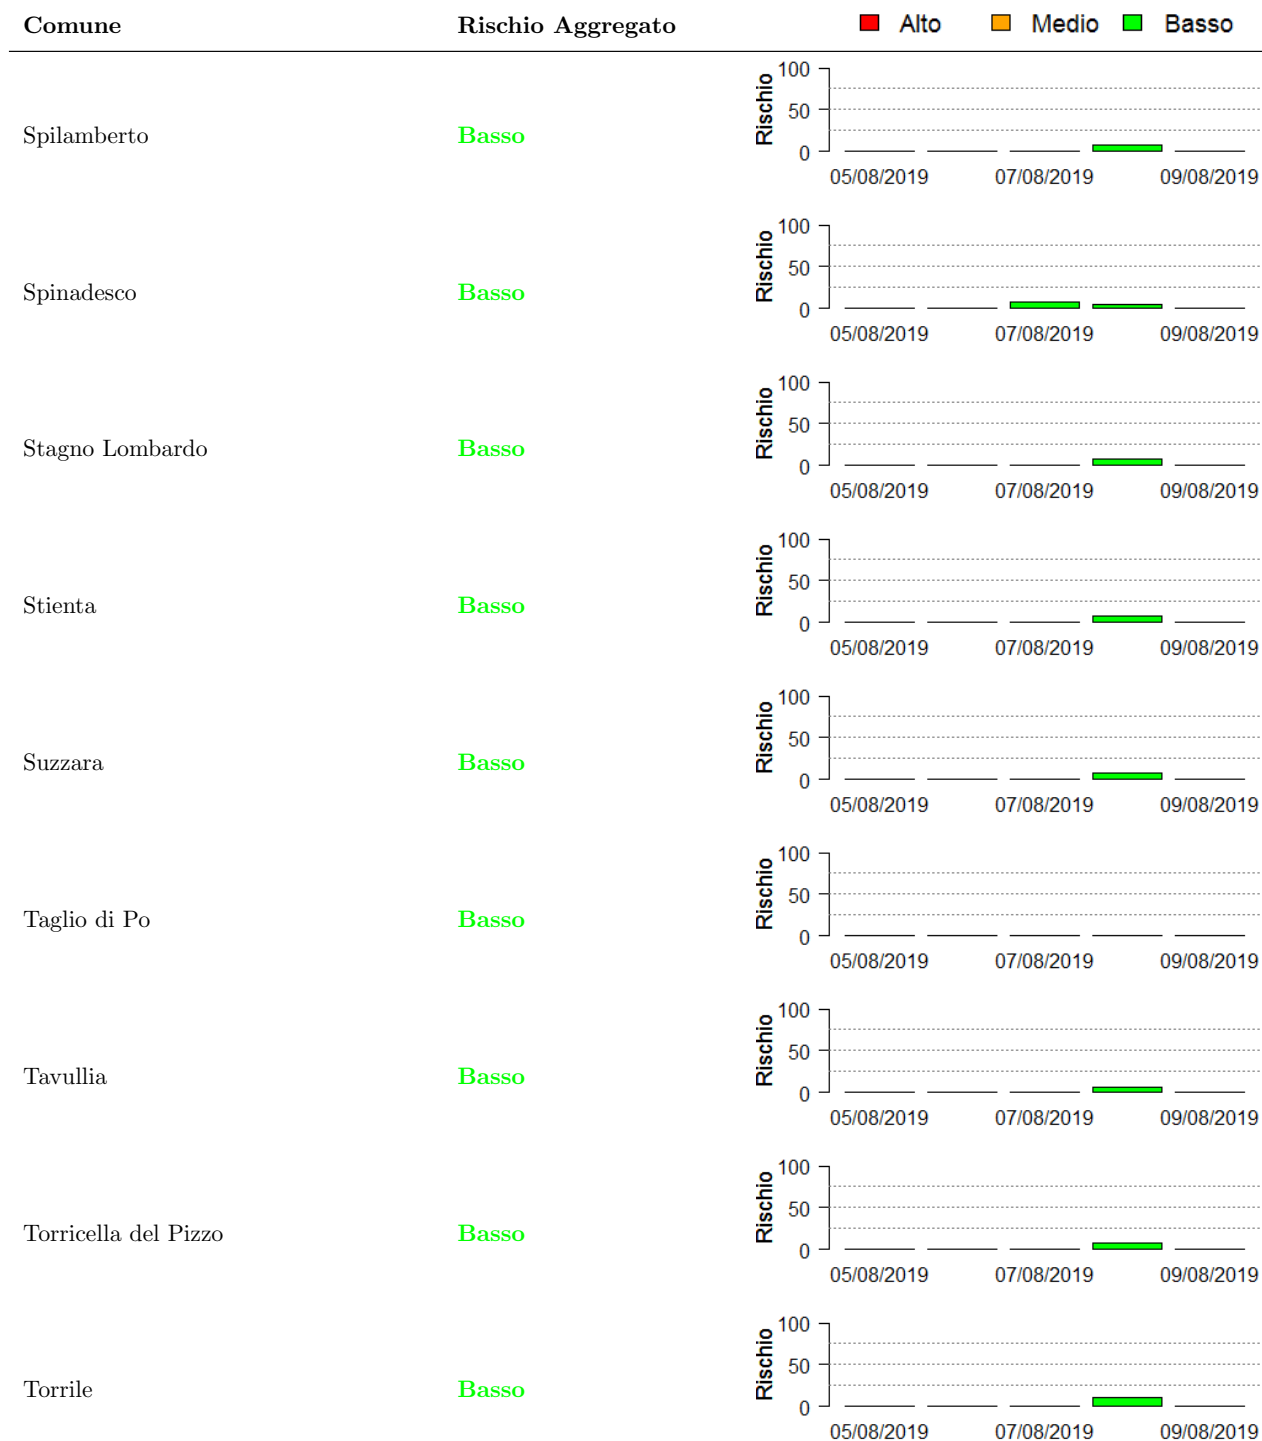 Comune Rischio Aggregato Alto Medio Basso
Spilamberto Basso
Rischio
100
50
0
05/08/2019 07/08/2019 09/08/2019
Spinadesco Basso
Rischio
100
50
0
05/08/2019 07/08/2019 09/08/2019
Stagno Lombardo Basso
Rischio
100
50
0
05/08/2019 07/08/2019 09/08/2019
Stienta Basso
Rischio
100
50
0
05/08/2019 07/08/2019 09/08/2019
Suzzara Basso
Rischio
100
50
0
05/08/2019 07/08/2019 09/08/2019
Taglio di Po Basso
Rischio
100
50
0
05/08/2019 07/08/2019 09/08/2019
Tavullia Basso
Rischio
100
50
0
05/08/2019 07/08/2019 09/08/2019
Torricella del Pizzo Basso
Rischio
100
50
0
05/08/2019 07/08/2019 09/08/2019
Torrile Basso
Rischio
100
50
0
05/08/2019 07/08/2019 09/08/2019